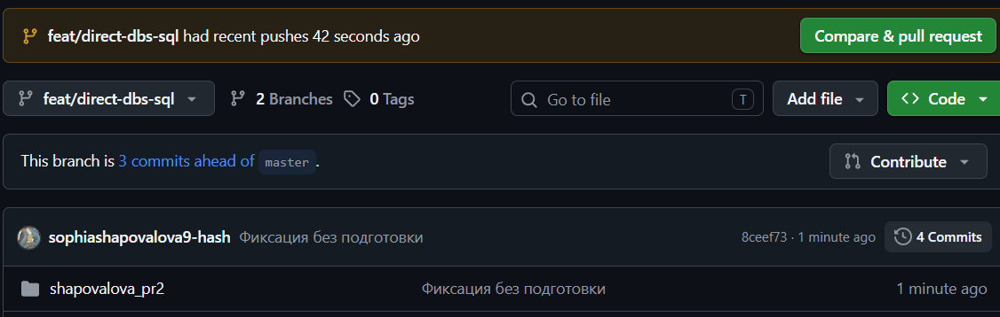 feat/direct-dbs-sql had recent pushes 42 seconds ago Compare & pull request
feat/direct-dbs-sql 2 Branches 0 Tags Go to file T Add file Code
This branch is 3 commits ahead of master. Contribute
sophiashapovalova9-hash Фиксация без подготовки 8ceef73 · 1 minute ago 4 Commits
shapovalova_pr2 Фиксация без подготовки 1 minute ago